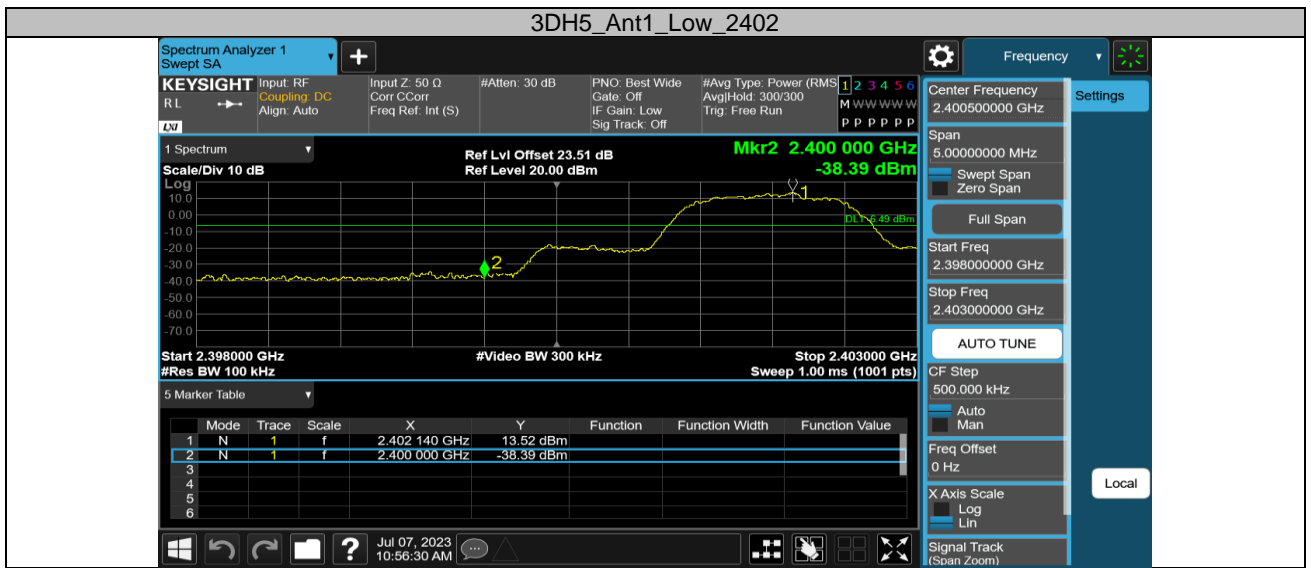 3DH5_Ant1_Low_2402
Spectrum Analyzer 1
Swept SA
Frequency
KEYSIGHT
RL
LXI
Input: RF
Coupling: DC
Align: Auto
Input Z: 50 Ω
Corr CCorr
Freq Ref: Int (S)
#Atten: 30 dB
PNO: Best Wide
Gate: Off
IF Gain: Low
Sig Track: Off
#Avg Type: Power (RMS
Avg|Hold: 300/300
Trig: Free Run
1 2 3 4 5 6
M W W W W W
P P P P P P
1 Spectrum
Scale/Div 10 dB
Ref Lvl Offset 23.51 dB
Ref Level 20.00 dBm
Mkr2 2.400 000 GHz
-38.39 dBm
Log
10.0
0.00
-10.0
-20.0
-30.0
-40.0
-50.0
-60.0
-70.0
1
2
Start 2.398000 GHz
#Video BW 300 kHz
Stop 2.403000 GHz
#Res BW 100 kHz
Sweep 1.00 ms (1001 pts)
5 Marker Table
Mode Trace Scale X Y Function Function Width Function Value
1 N 1 f 2.402 140 GHz 13.52 dBm
2 N 1 f 2.400 000 GHz -38.39 dBm
3
4
5
6
Jul 07, 2023
10:56:30 AM
Center Frequency
2.400500000 GHz
Span
5.00000000 MHz
Swept Span
Zero Span
Full Span
Start Freq
2.398000000 GHz
Stop Freq
2.403000000 GHz
AUTO TUNE
CF Step
500.000 kHz
Auto
Man
Freq Offset
0 Hz
X Axis Scale
Log
Lin
Signal Track
(Span Zoom)
Settings
Local